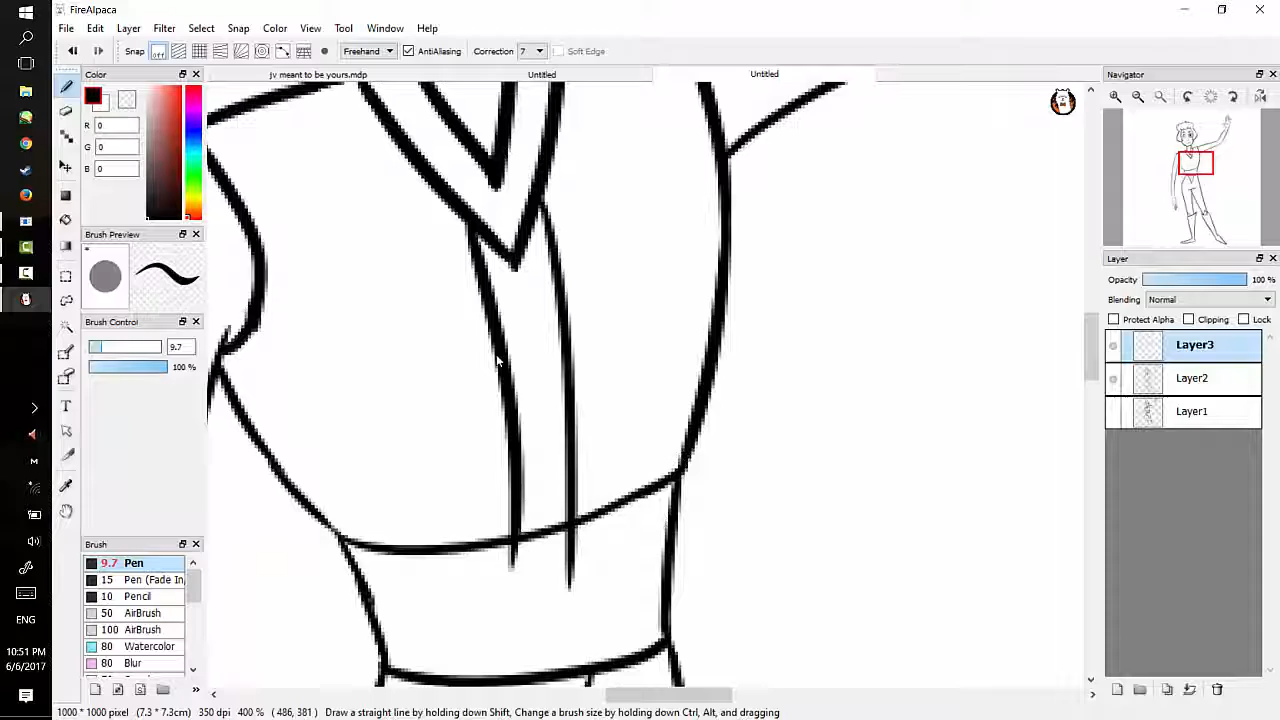 FireAlpaca
File Edit Layer Filter Select Snap Color View Tool Window Help
Snap Off Freehand AntiAliasing Correction 7 Soft Edge
Color
jv meant to be yours.mdp Untitled Untitled
Navigator
R 0
G 0
B 0
Brush Preview
Layer
Opacity 100 %
Blending Normal
Protect Alpha Clipping Lock
Brush Control
9.7
100 %
Layer3
Layer2
Layer1
Brush
9.7 Pen
15 Pen (Fade In,
10 Pencil
50 AirBrush
100 AirBrush
80 Watercolor
80 Blur
ENG
10:51 PM
6/6/2017
1000 * 1000 pixel (7.3 * 7.3cm) 350 dpi 400 % ( 486, 381 ) Draw a straight line by holding down Shift, Change a brush size by holding down Ctrl, Alt, and dragging